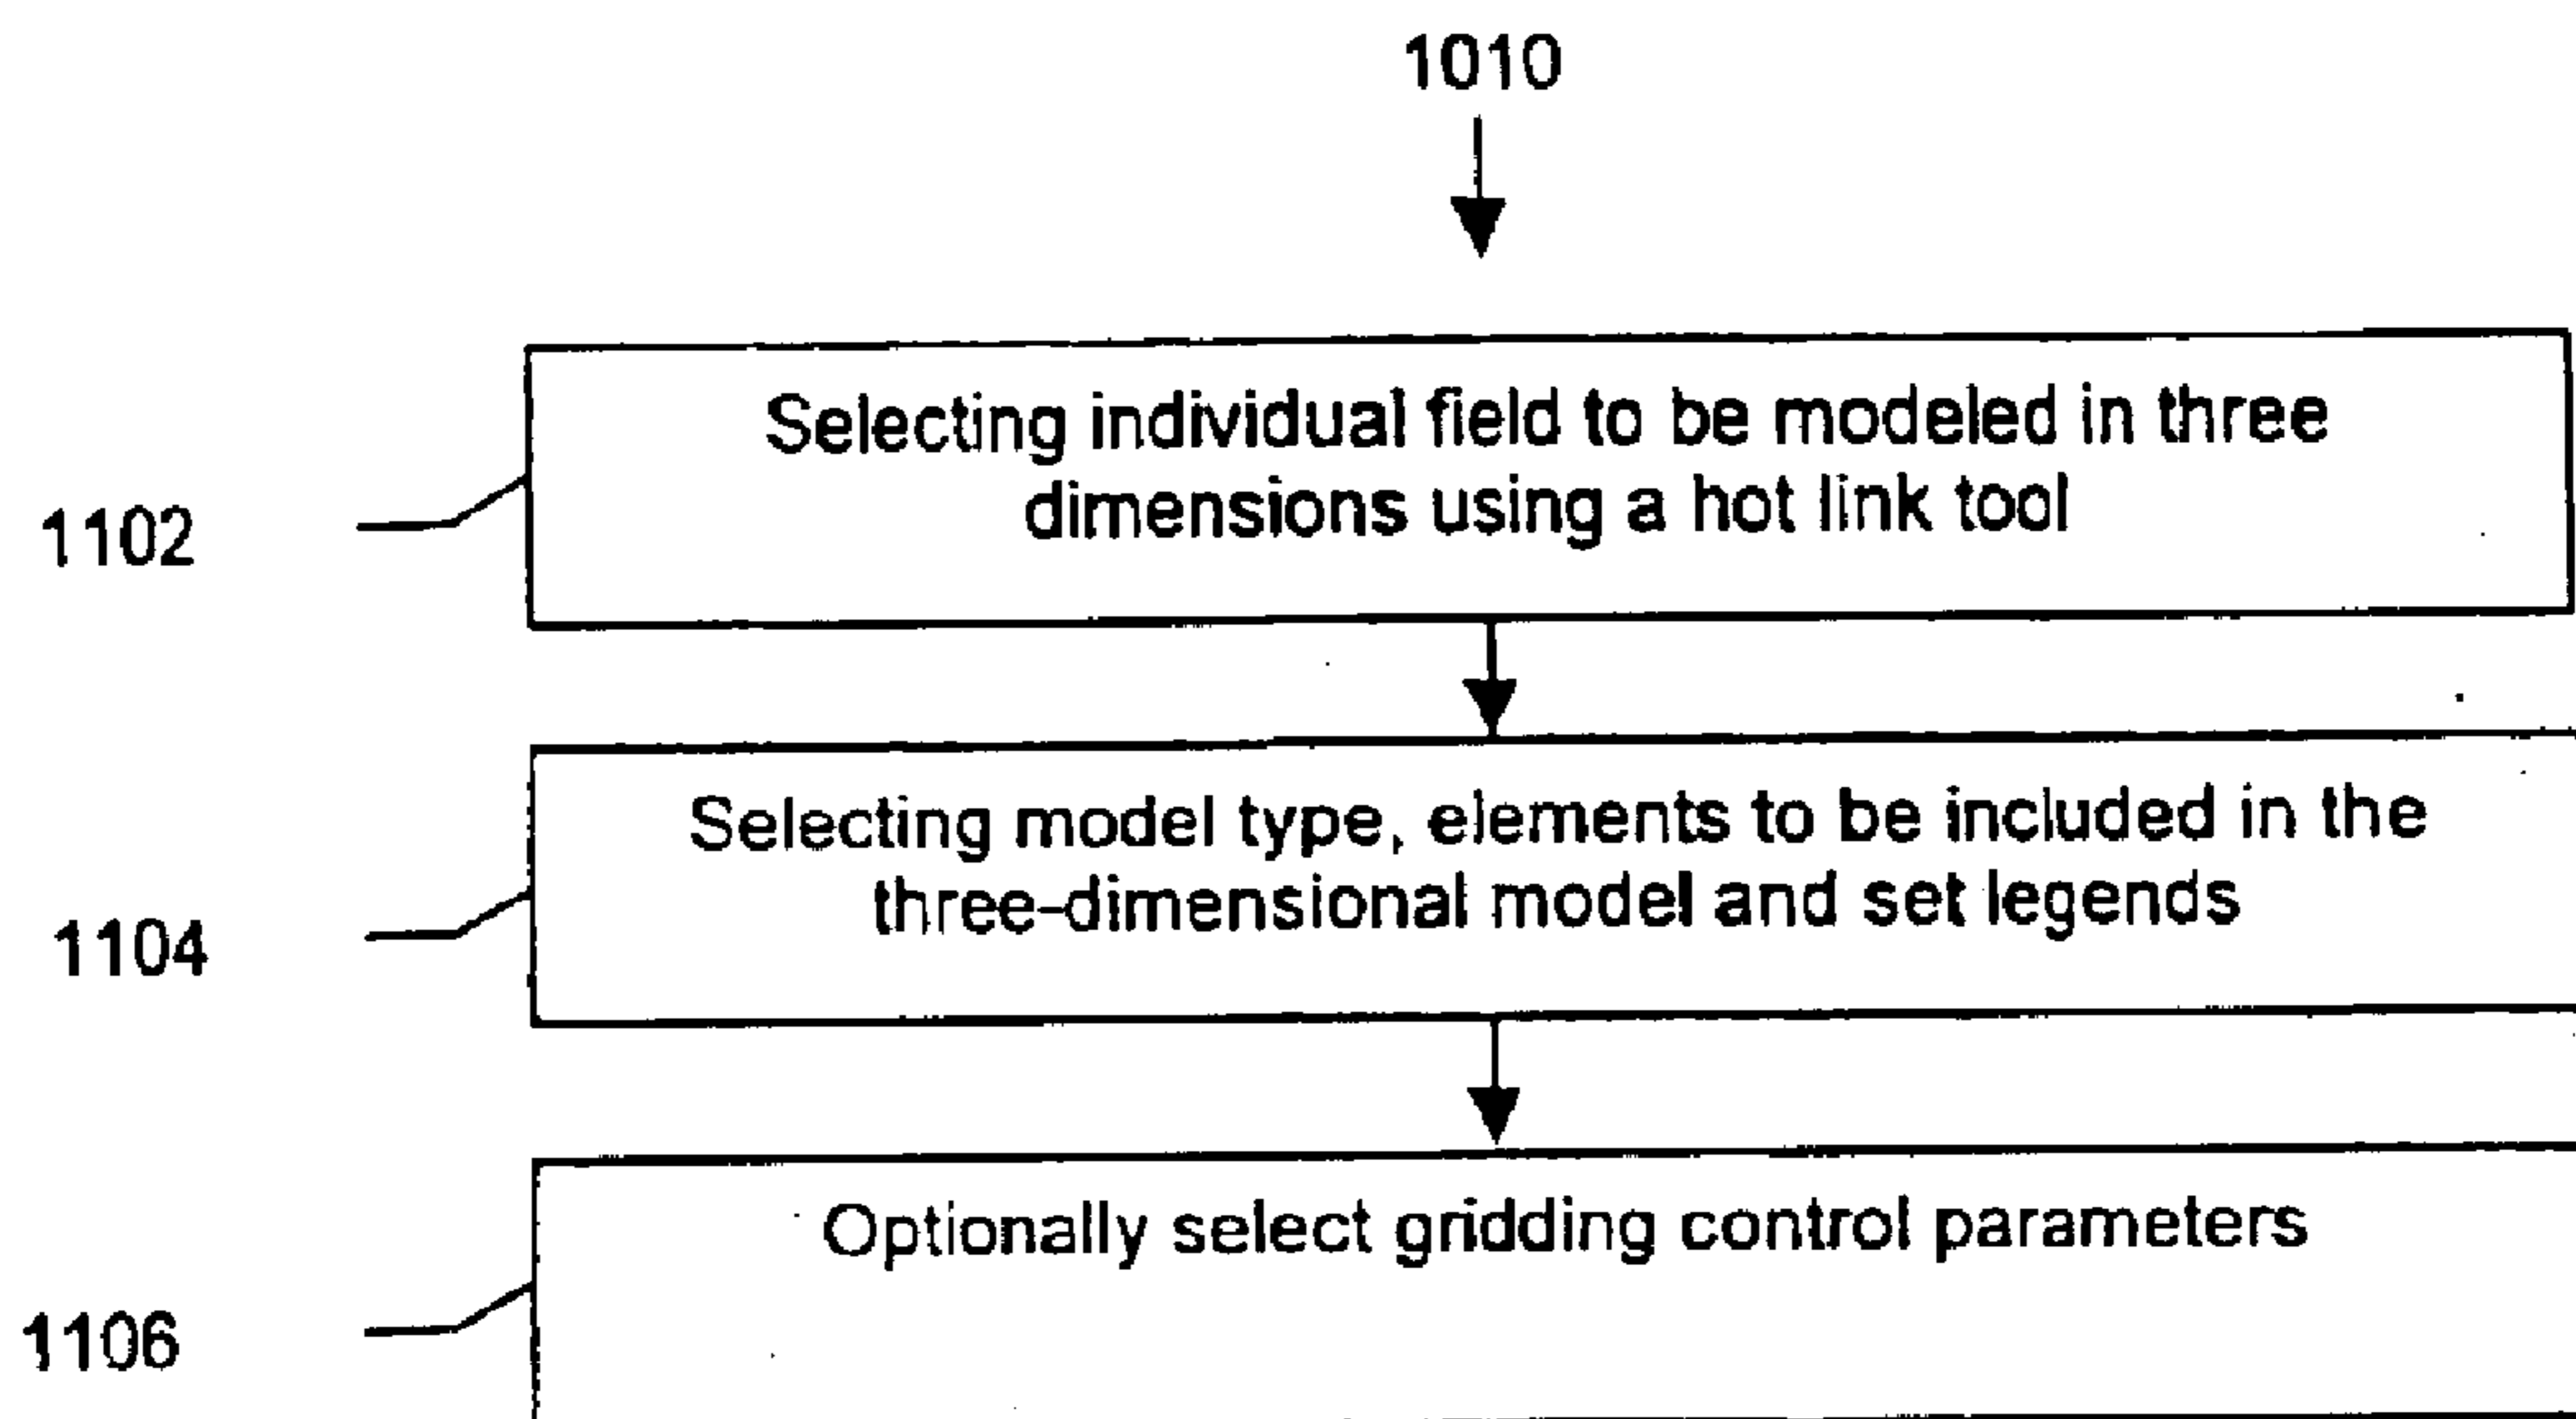 1010
Selecting individual field to be modeled in three
dimensions using a hot link tool
1102
Selecting model type, elements to be included in the
three-dimensional model and set legends
1104
Optionally select gridding control parameters
1106